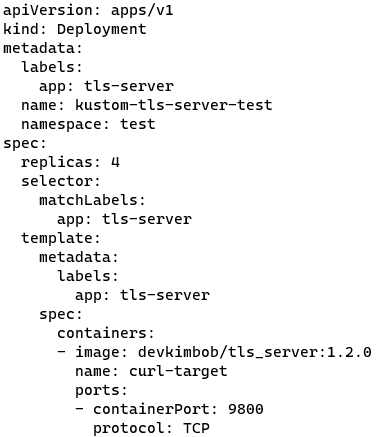 apiVersion: apps/v1
kind: Deployment
metadata:
  labels:
    app: tls-server
  name: kustom-tls-server-test
  namespace: test
spec:
  replicas: 4
  selector:
    matchLabels:
      app: tls-server
  template:
    metadata:
      labels:
        app: tls-server
    spec:
      containers:
      - image: devkimbob/tls_server:1.2.0
        name: curl-target
        ports:
        - containerPort: 9800
          protocol: TCP